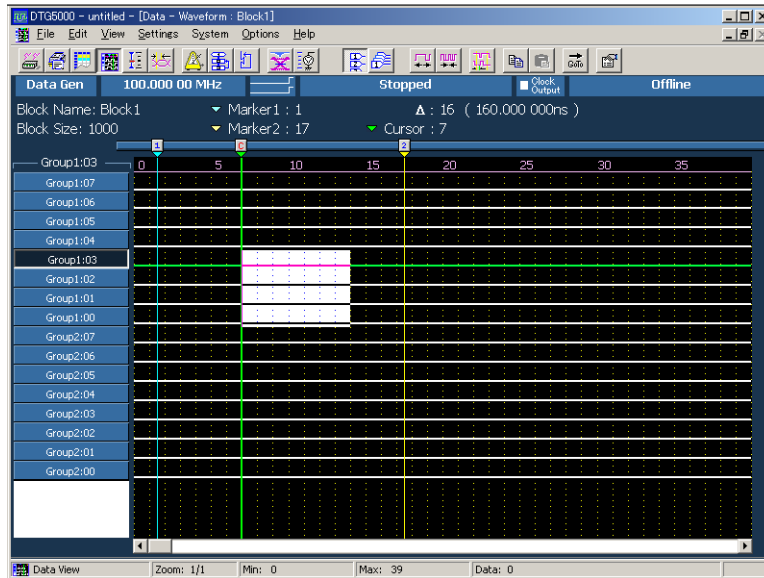 DTG5000 - untitled - [Data - Waveform : Block1]
File Edit View Settings System Options Help
GoTo
Data Gen 100.000 00 MHz Stopped Clock Output Offline
Block Name: Block1 Marker1 : 1 Δ : 16 ( 160.000 000ns )
Block Size: 1000 Marker2 : 17 Cursor : 7
1 C 2
Group1:03 0 5 10 15 20 25 30 35
Group1:07
Group1:06
Group1:05
Group1:04
Group1:03
Group1:02
Group1:01
Group1:00
Group2:07
Group2:06
Group2:05
Group2:04
Group2:03
Group2:02
Group2:01
Group2:00
Data View Zoom: 1/1 Min: 0 Max: 39 Data: 0